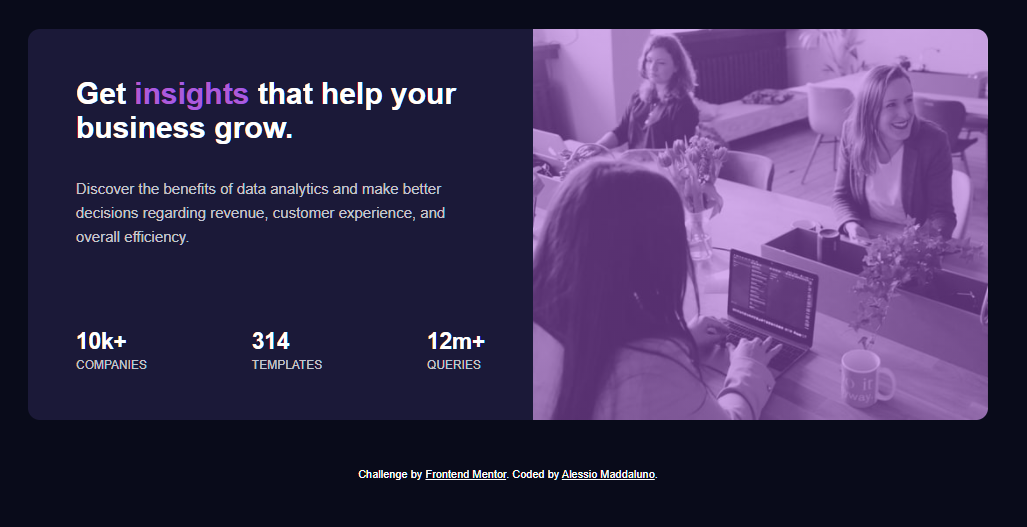 Get insights that help your
business grow.
Discover the benefits of data analytics and make better
decisions regarding revenue, customer experience, and
overall efficiency.
10k+ 314 12m+
COMPANIES TEMPLATES QUERIES
Challenge by Frontend Mentor. Coded by Alessio Maddaluno.